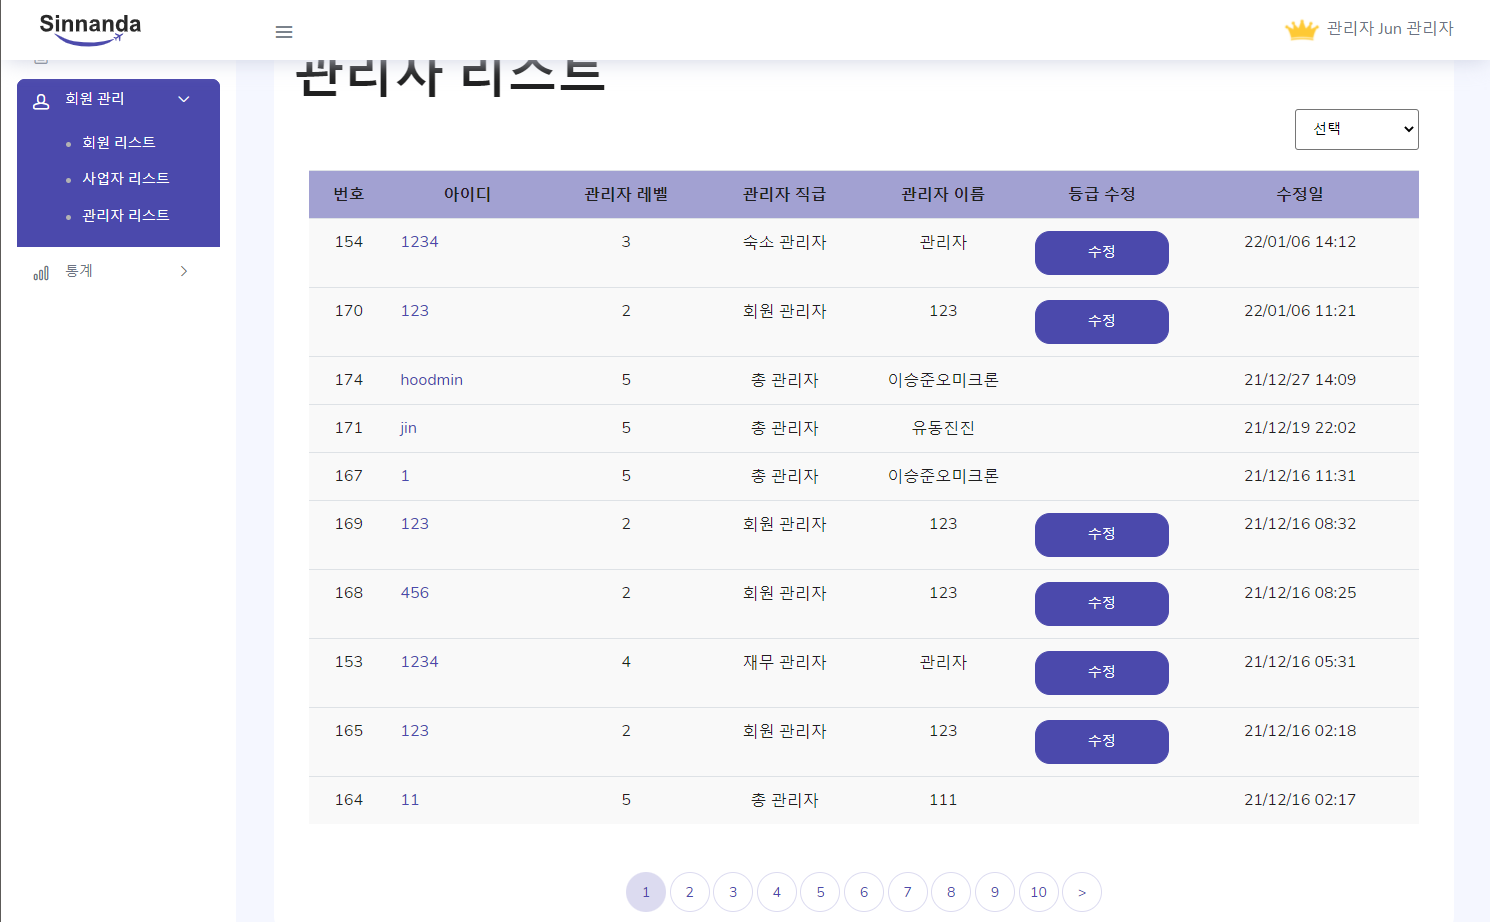 Sinnanda
관리자 Jun 관리자
회원 관리
회원 리스트
사업자 리스트
관리자 리스트
통계
관리자 리스트
선택
번호 아이디 관리자 레벨 관리자 직급 관리자 이름 등급 수정 수정일
154 1234 3 숙소 관리자 관리자 수정 22/01/06 14:12
170 123 2 회원 관리자 123 수정 22/01/06 11:21
174 hoodmin 5 총 관리자 이승준오미크론 21/12/27 14:09
171 jin 5 총 관리자 유동진진 21/12/19 22:02
167 1 5 총 관리자 이승준오미크론 21/12/16 11:31
169 123 2 회원 관리자 123 수정 21/12/16 08:32
168 456 2 회원 관리자 123 수정 21/12/16 08:25
153 1234 4 재무 관리자 관리자 수정 21/12/16 05:31
165 123 2 회원 관리자 123 수정 21/12/16 02:18
164 11 5 총 관리자 111 21/12/16 02:17
1 2 3 4 5 6 7 8 9 10 >